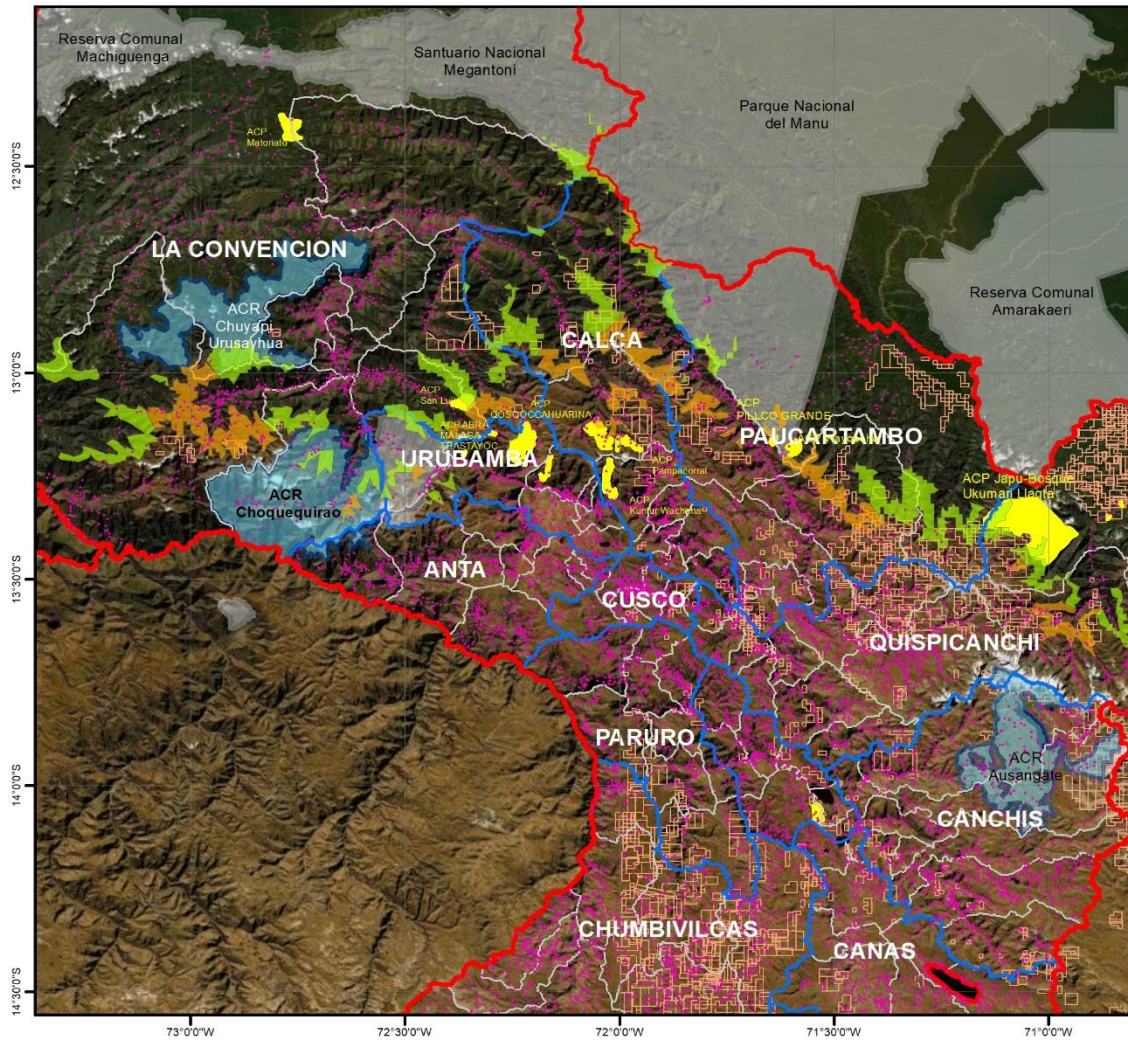 Reserva Comunal
Machiguenga
Santuario Nacional
Megantoni
Parque Nacional
del Manu
ACP
Matoriato
12°30'0"S
LA CONVENCION
ACR
Chuyapi
Urusayhua
Reserva Comunal
Amarakaeri
CALCA
13°0'0"S
ACP
San Luis
ACP
QOSQOCCAHUARINA
ACP ABRA
MALAGA
THASTAYOC
URUBAMBA
ACP
Pampacorral
ACP
Kuntur Wachana
ACP
PILLCO GRANDE
PAUCARTAMBO
ACP Japu-Bosque
Ukumari Llaqta
ACR
Choquequirao
13°30'0"S
ANTA
CUSCO
QUISPICANCHI
PARURO
ACR
Ausangate
14°0'0"S
CANCHIS
CHUMBIVILCAS
CANAS
14°30'0"S
73°0'0"W
72°30'0"W
72°0'0"W
71°30'0"W
71°0'0"W